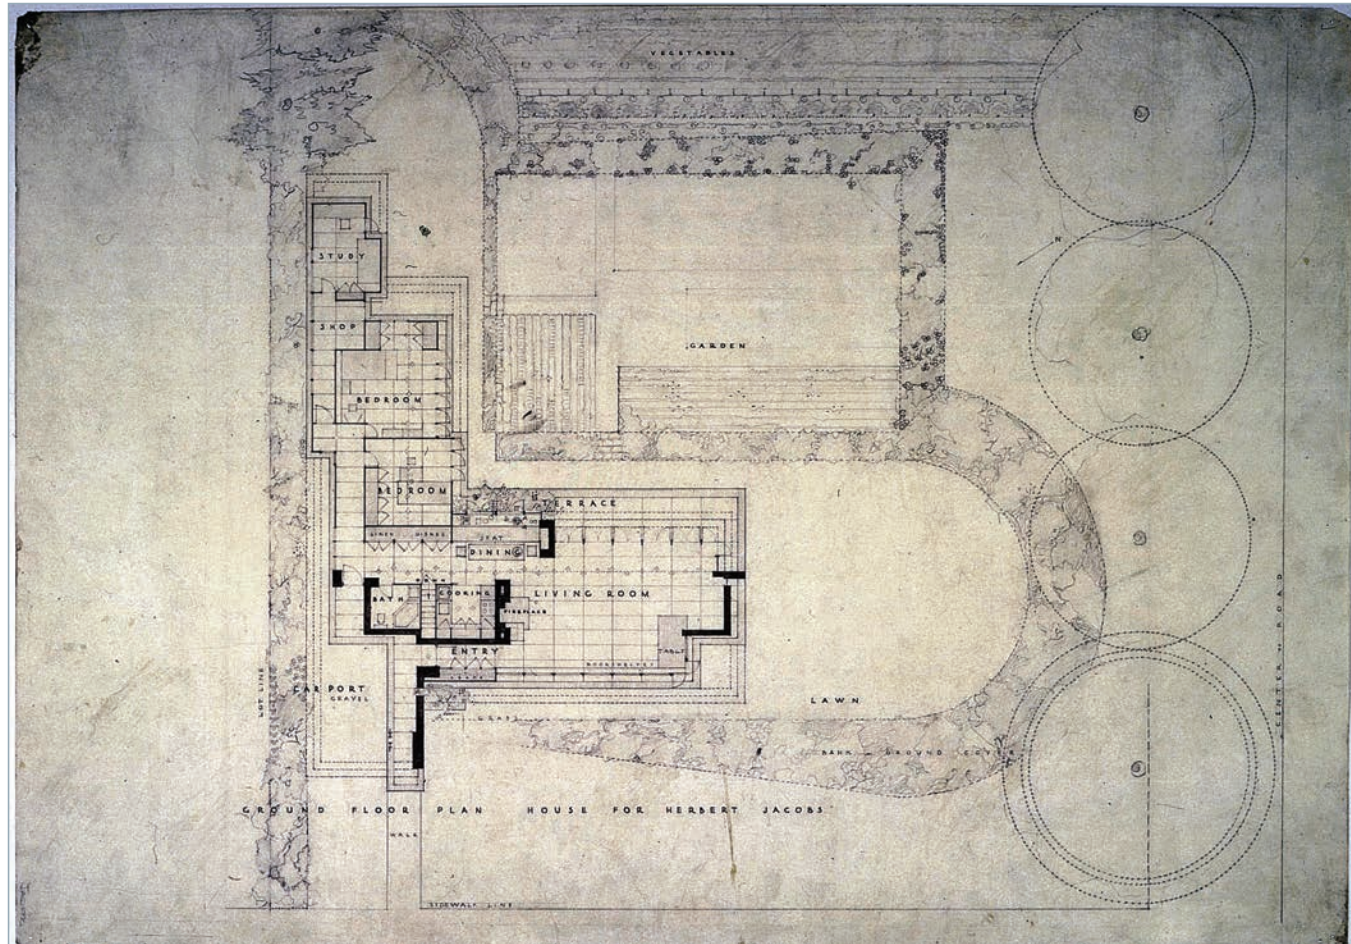 VEGETABLES
N
STUDY
SHOP
GARDEN
BEDROOM
BEDROOM
TERRACE
SEAT
DINING
BATH
COOKING
LIVING ROOM
FIREPLACE
ENTRY
BOOKSHELVES
TABLE
CAR PORT
GRAVEL
LOT LINE
GRASS
LAWN
BANK - GROUND COVER
CENTER OF ROAD
GROUND FLOOR PLAN HOUSE FOR HERBERT JACOBS
WALK
SIDEWALK LINE